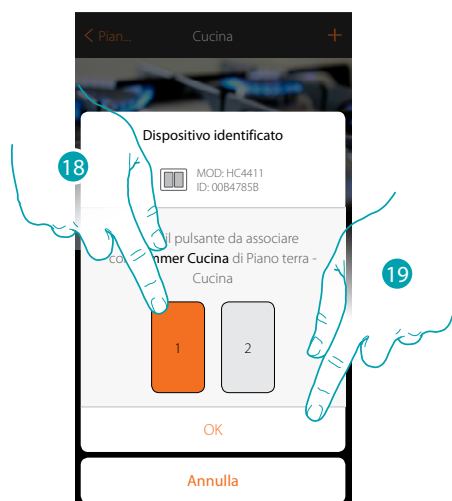 < Pian... Cucina +
Dispositivo identificato
MOD: HC4411
ID: 00B4785B
18
il pulsante da associare
mmer Cucina di Piano terra -
Cucina
19
1 2
OK
Annulla